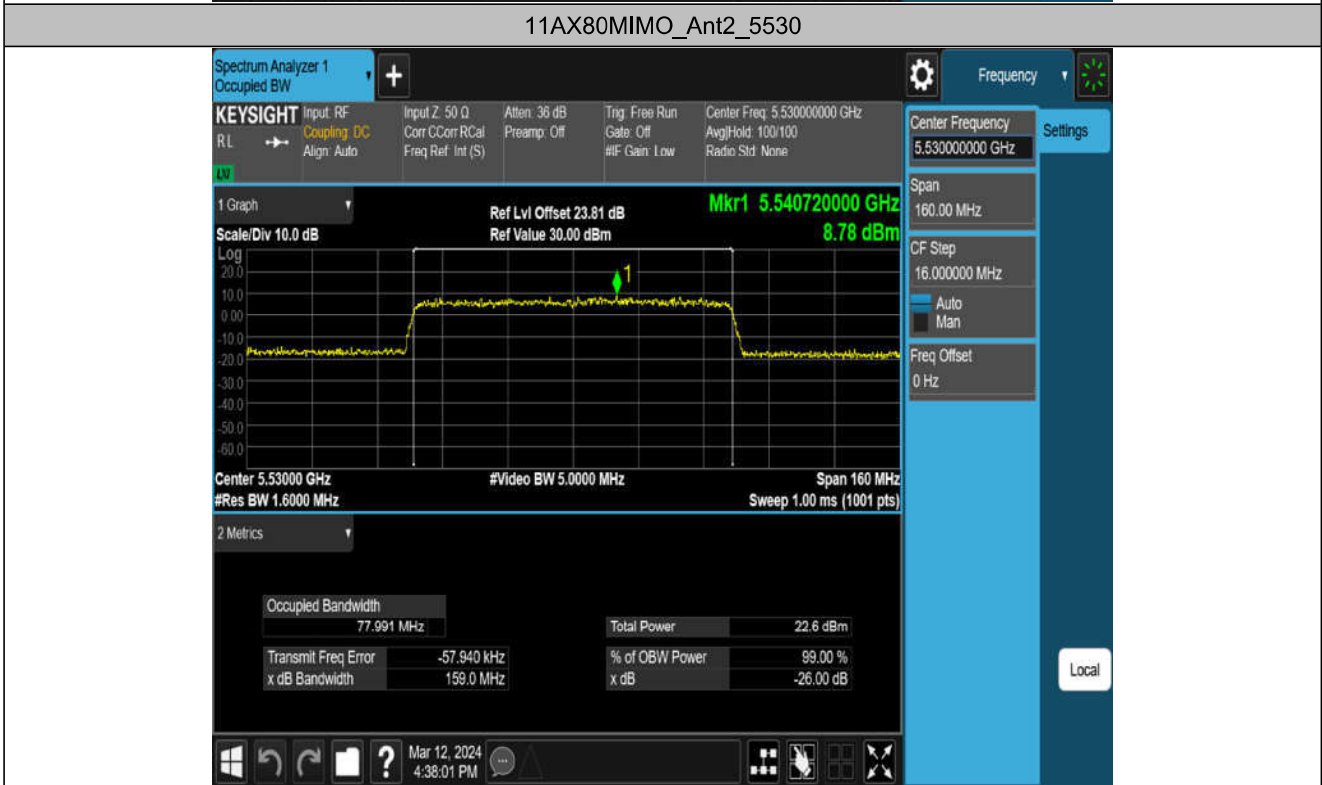 11AX80MIMO_Ant2_5530
Spectrum Analyzer 1
Occupied BW
Frequency
KEYSIGHT
R L
LXI
Input: RF
Coupling: DC
Align: Auto
Input Z: 50 Ω
Corr CCorr RCal
Freq Ref: Int (S)
Atten: 36 dB
Preamp: Off
Trig: Free Run
Gate: Off
#IF Gain: Low
Center Freq: 5.530000000 GHz
Avg|Hold: 100/100
Radio Std: None
Center Frequency
5.530000000 GHz
Settings
Span
160.00 MHz
CF Step
16.000000 MHz
Auto
Man
Freq Offset
0 Hz
Local
1 Graph
Scale/Div 10.0 dB
Ref Lvl Offset 23.81 dB
Ref Value 30.00 dBm
Mkr1 5.540720000 GHz
8.78 dBm
Log
20.0
10.0
0.00
-10.0
-20.0
-30.0
-40.0
-50.0
-60.0
1
Center 5.53000 GHz
#Video BW 5.0000 MHz
Span 160 MHz
#Res BW 1.6000 MHz
Sweep 1.00 ms (1001 pts)
2 Metrics
Occupied Bandwidth
77.991 MHz
Total Power 22.6 dBm
Transmit Freq Error -57.940 kHz
% of OBW Power 99.00 %
x dB Bandwidth 159.0 MHz
x dB -26.00 dB
?
Mar 12, 2024
4:38:01 PM